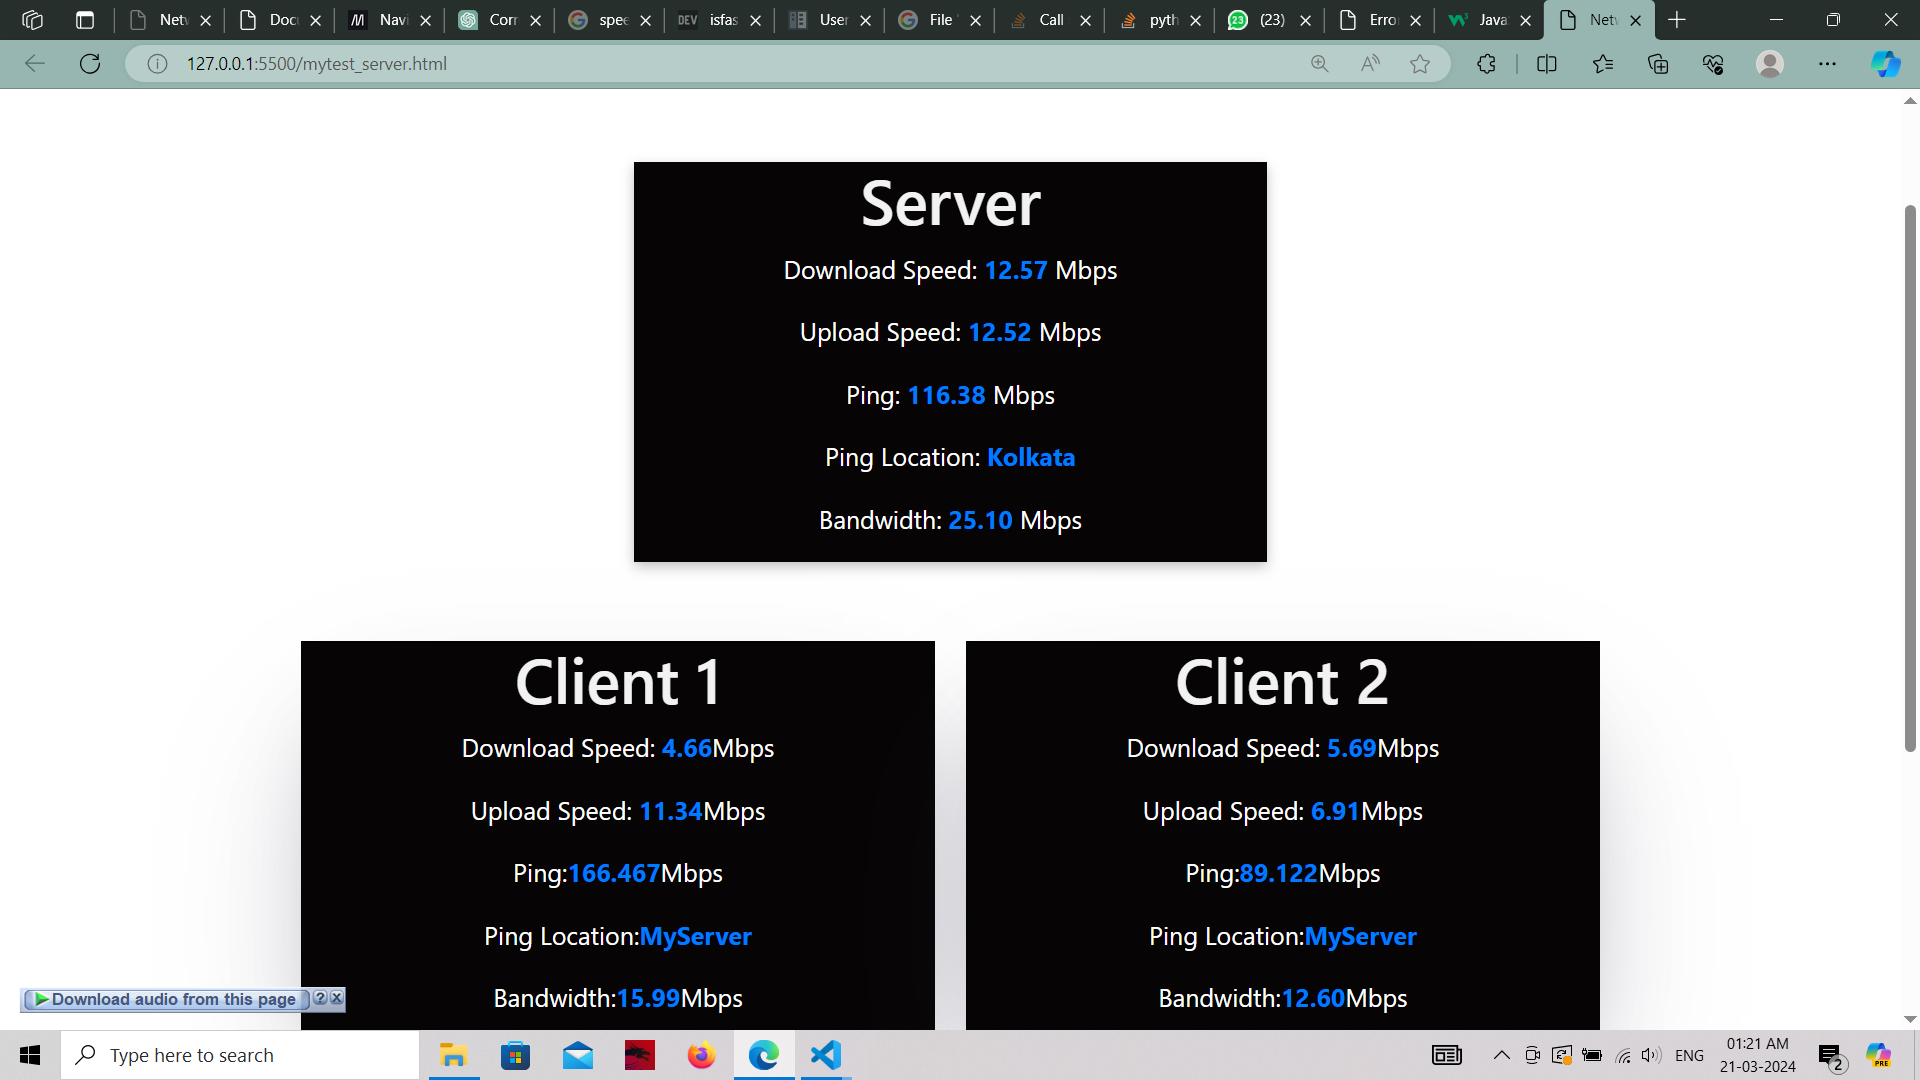 Netv
Docu
Navi
Corr
spee
DEV
isfas
User
File '
Call
pyth
23
(23)
Erro
Java
Netv
127.0.0.1:5500/mytest_server.html
Server
Download Speed: 12.57 Mbps
Upload Speed: 12.52 Mbps
Ping: 116.38 Mbps
Ping Location: Kolkata
Bandwidth: 25.10 Mbps
Client 1
Download Speed: 4.66Mbps
Upload Speed: 11.34Mbps
Ping:166.467Mbps
Ping Location:MyServer
Bandwidth:15.99Mbps
Client 2
Download Speed: 5.69Mbps
Upload Speed: 6.91Mbps
Ping:89.122Mbps
Ping Location:MyServer
Bandwidth:12.60Mbps
Download audio from this page ? X
Type here to search
ENG
01:21 AM
21-03-2024
2
PRE